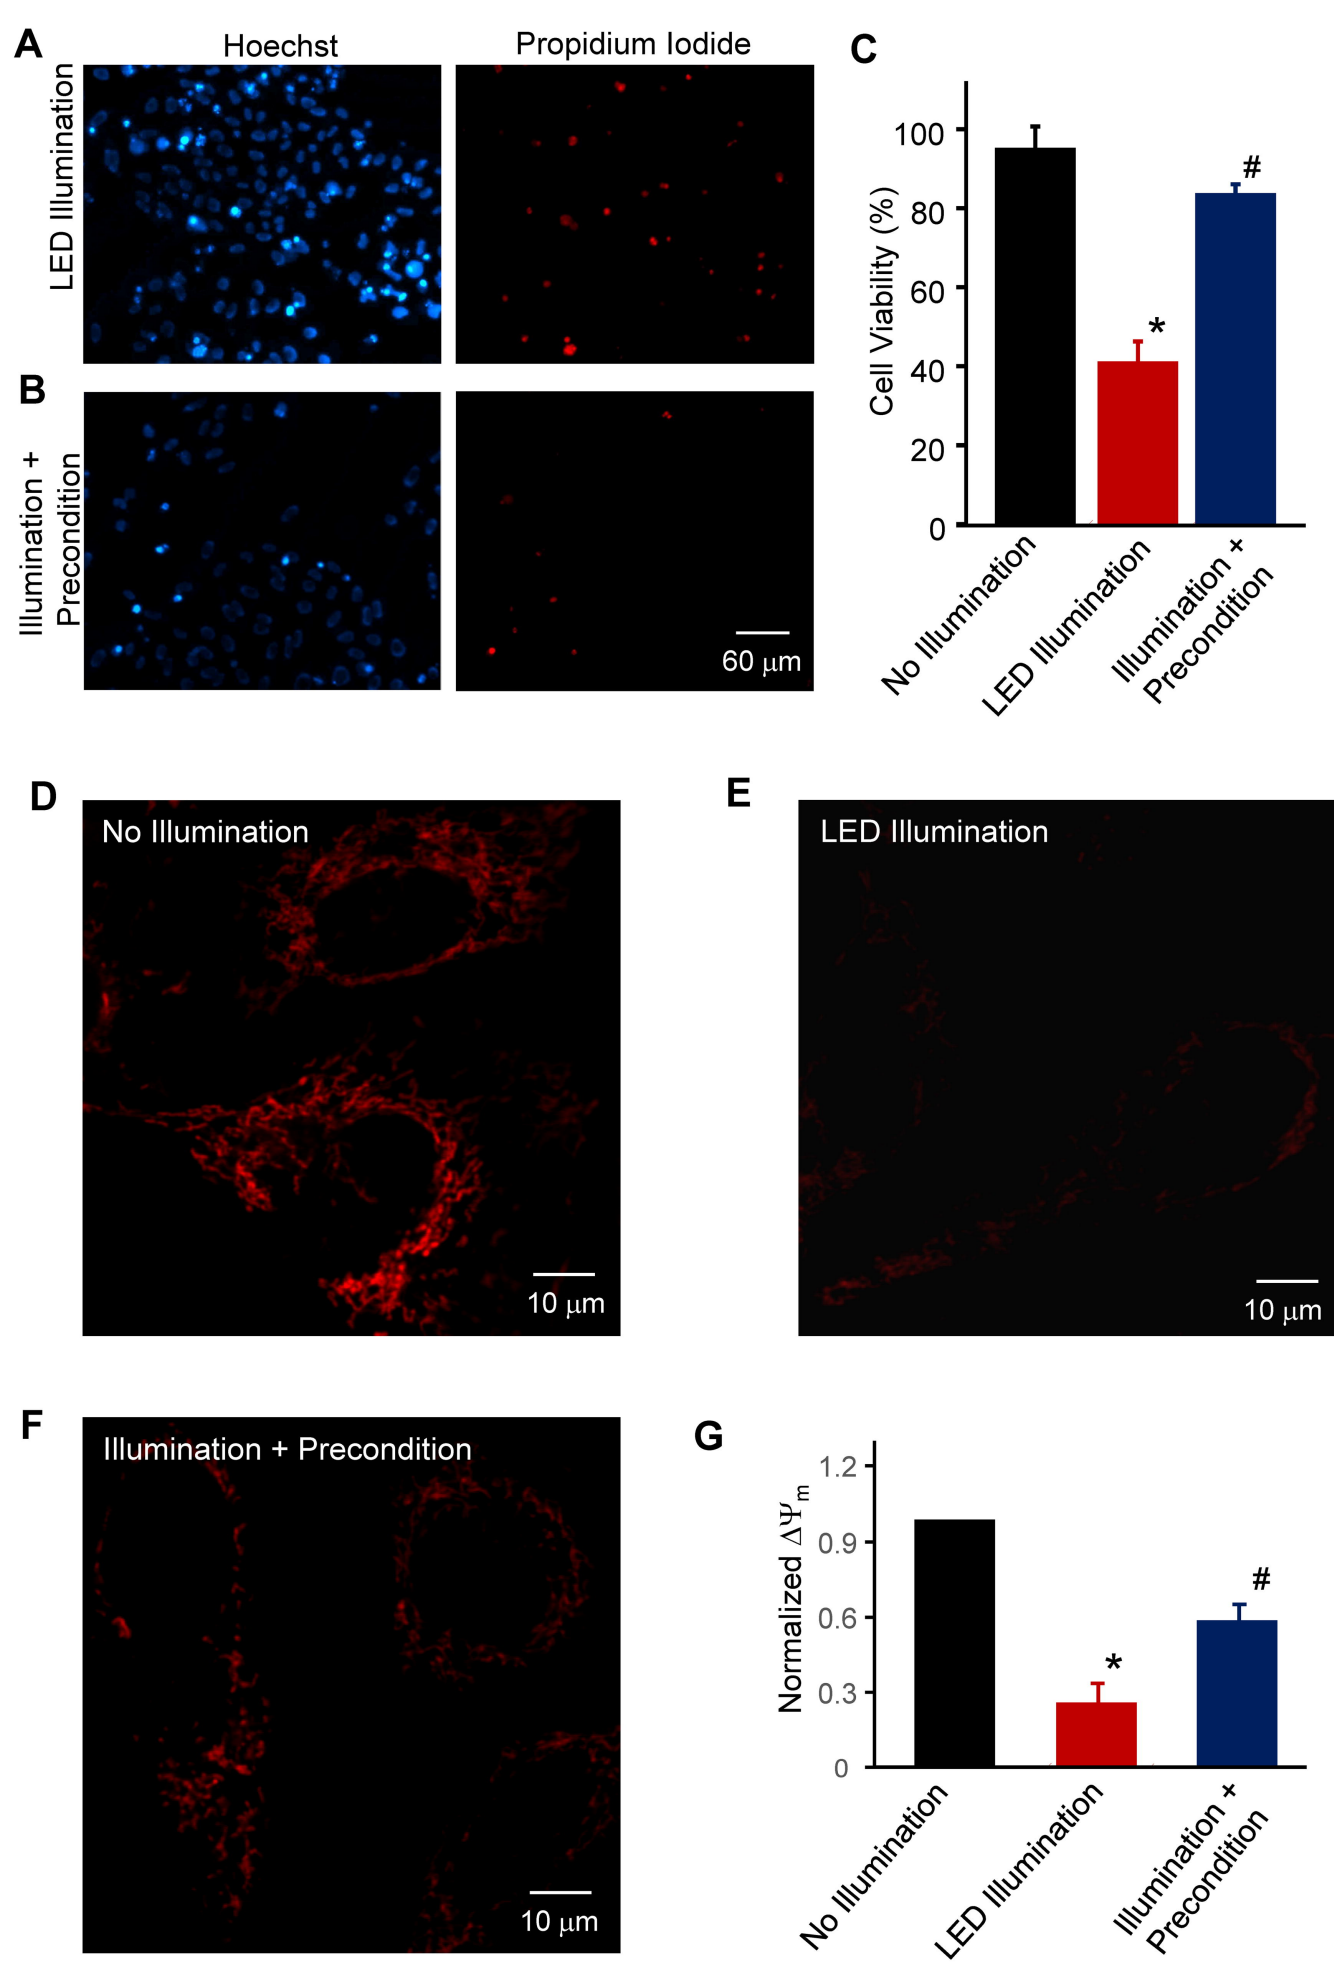 A
Hoechst
Propidium Iodide
LED Illumination
B
Illumination +
Precondition
60 μm
C
Cell Viability (%)
100
80
60
40
20
0
*
#
No Illumination
LED Illumination
Illumination +
Precondition
D
No Illumination
10 μm
E
LED Illumination
10 μm
F
Illumination + Precondition
10 μm
G
Normalized ΔΨm
1.2
0.9
0.6
0.3
0
*
#
No Illumination
LED Illumination
Illumination +
Precondition